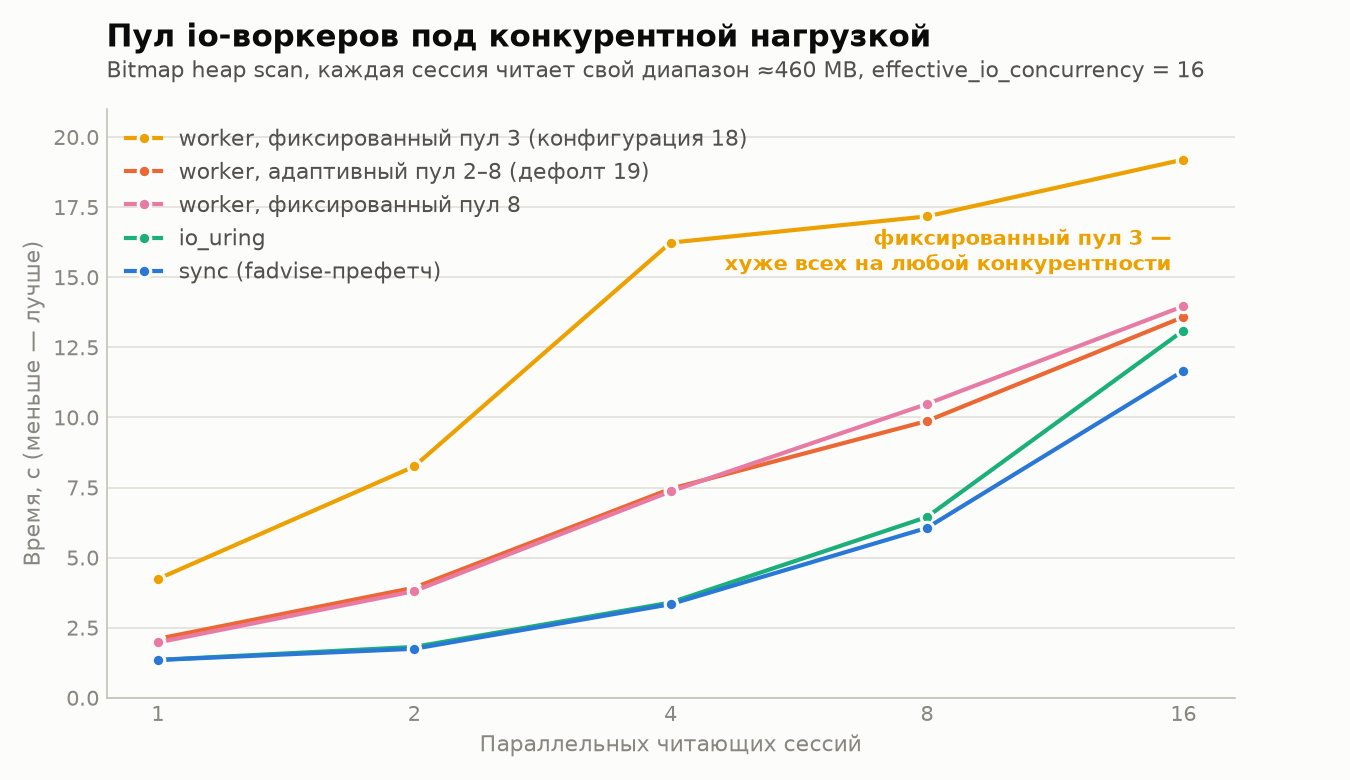 Пул io-воркеров под конкурентной нагрузкой
Bitmap heap scan, каждая сессия читает свой диапазон ≈460 MB, effective_io_concurrency = 16
worker, фиксированный пул 3 (конфигурация 18)
worker, адаптивный пул 2–8 (дефолт 19)
worker, фиксированный пул 8
io_uring
sync (fadvise-префетч)
фиксированный пул 3 —
хуже всех на любой конкурентности
Время, с (меньше — лучше)
20.0
17.5
15.0
12.5
10.0
7.5
5.0
2.5
0.0
1 2 4 8 16
Параллельных читающих сессий